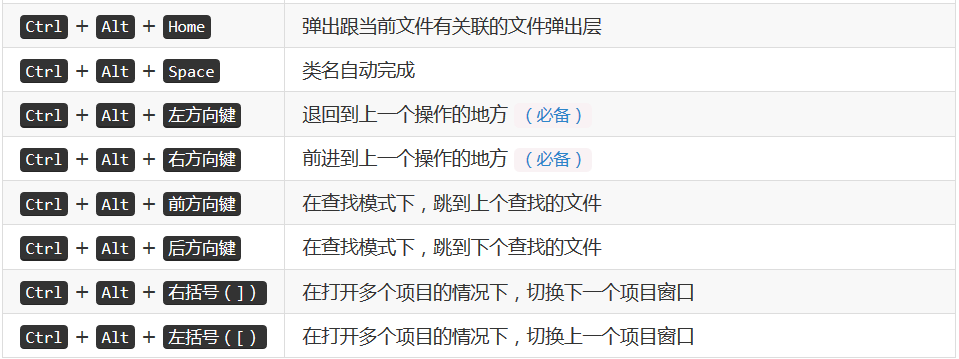 Ctrl + Alt + Home 弹出跟当前文件有关联的文件弹出层
Ctrl + Alt + Space 类名自动完成
Ctrl + Alt + 左方向键 退回到上一个操作的地方 （必备）
Ctrl + Alt + 右方向键 前进到上一个操作的地方 （必备）
Ctrl + Alt + 前方向键 在查找模式下，跳到上个查找的文件
Ctrl + Alt + 后方向键 在查找模式下，跳到下个查找的文件
Ctrl + Alt + 右括号（]） 在打开多个项目的情况下，切换下一个项目窗口
Ctrl + Alt + 左括号（[） 在打开多个项目的情况下，切换上一个项目窗口